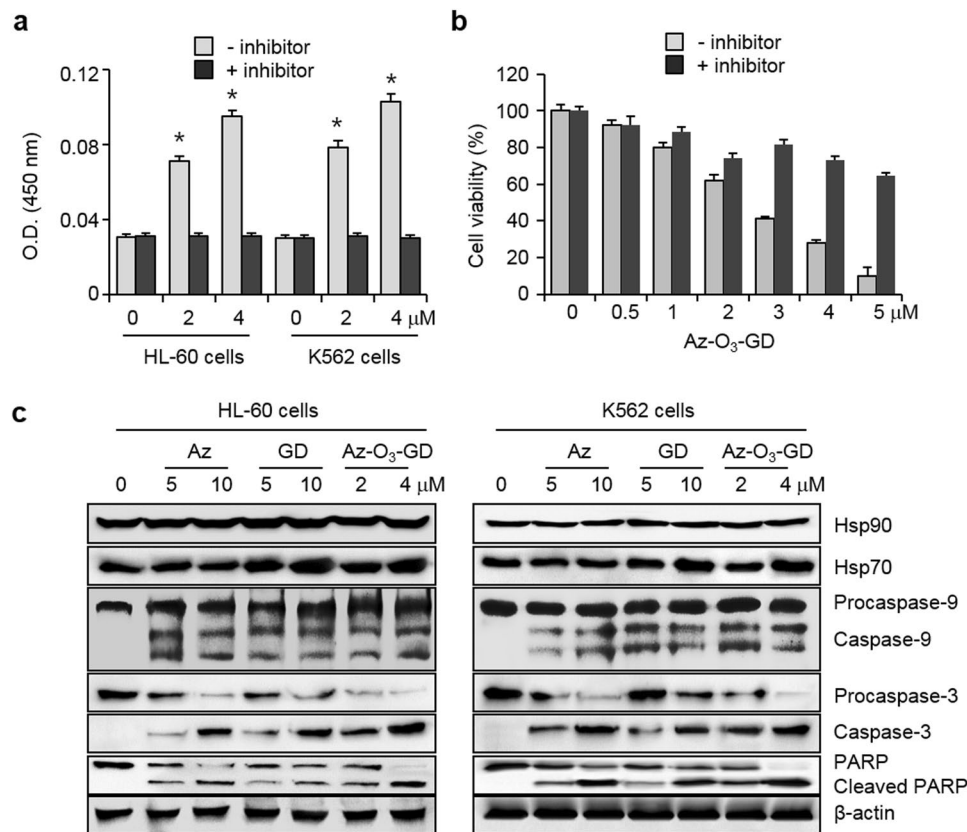 a
- inhibitor
+ inhibitor
0.12
0.08
0.04
0
O.D. (450 nm)
*
*
*
*
0 2 4 0 2 4 μM
HL-60 cells K562 cells
b
- inhibitor
+ inhibitor
120
100
80
60
40
20
0
Cell viability (%)
0 0.5 1 2 3 4 5 μM
Az-O₃-GD
c
HL-60 cells K562 cells
Az GD Az-O₃-GD Az GD Az-O₃-GD
0 5 10 5 10 2 4 μM 0 5 10 5 10 2 4 μM
Hsp90
Hsp70
Procaspase-9
Caspase-9
Procaspase-3
Caspase-3
PARP
Cleaved PARP
β-actin